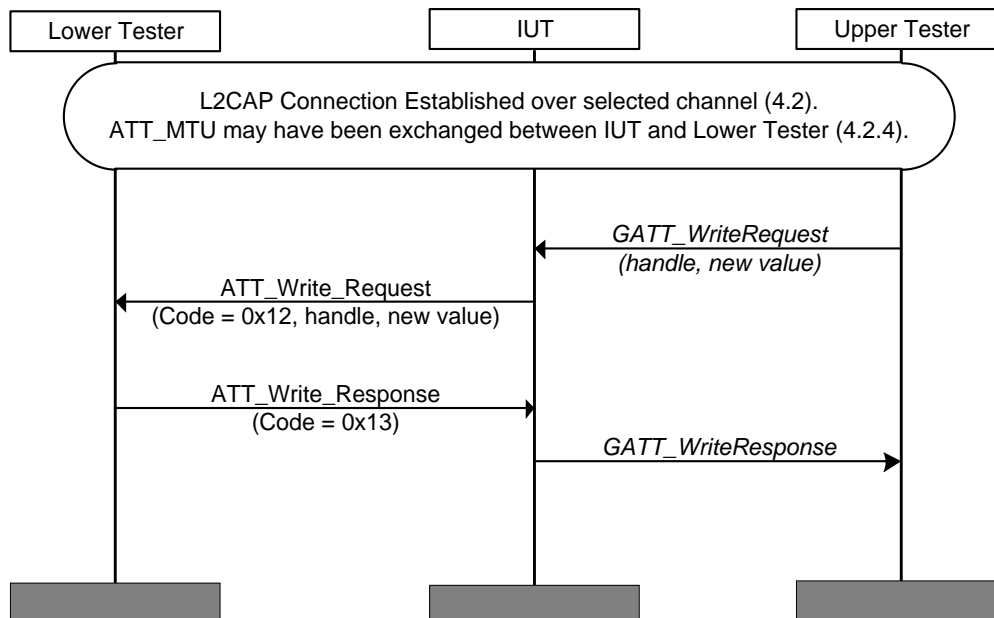 Lower Tester
IUT
Upper Tester
L2CAP Connection Established over selected channel (4.2).
ATT_MTU may have been exchanged between IUT and Lower Tester (4.2.4).
GATT_WriteRequest
(handle, new value)
ATT_Write_Request
(Code = 0x12, handle, new value)
ATT_Write_Response
(Code = 0x13)
GATT_WriteResponse